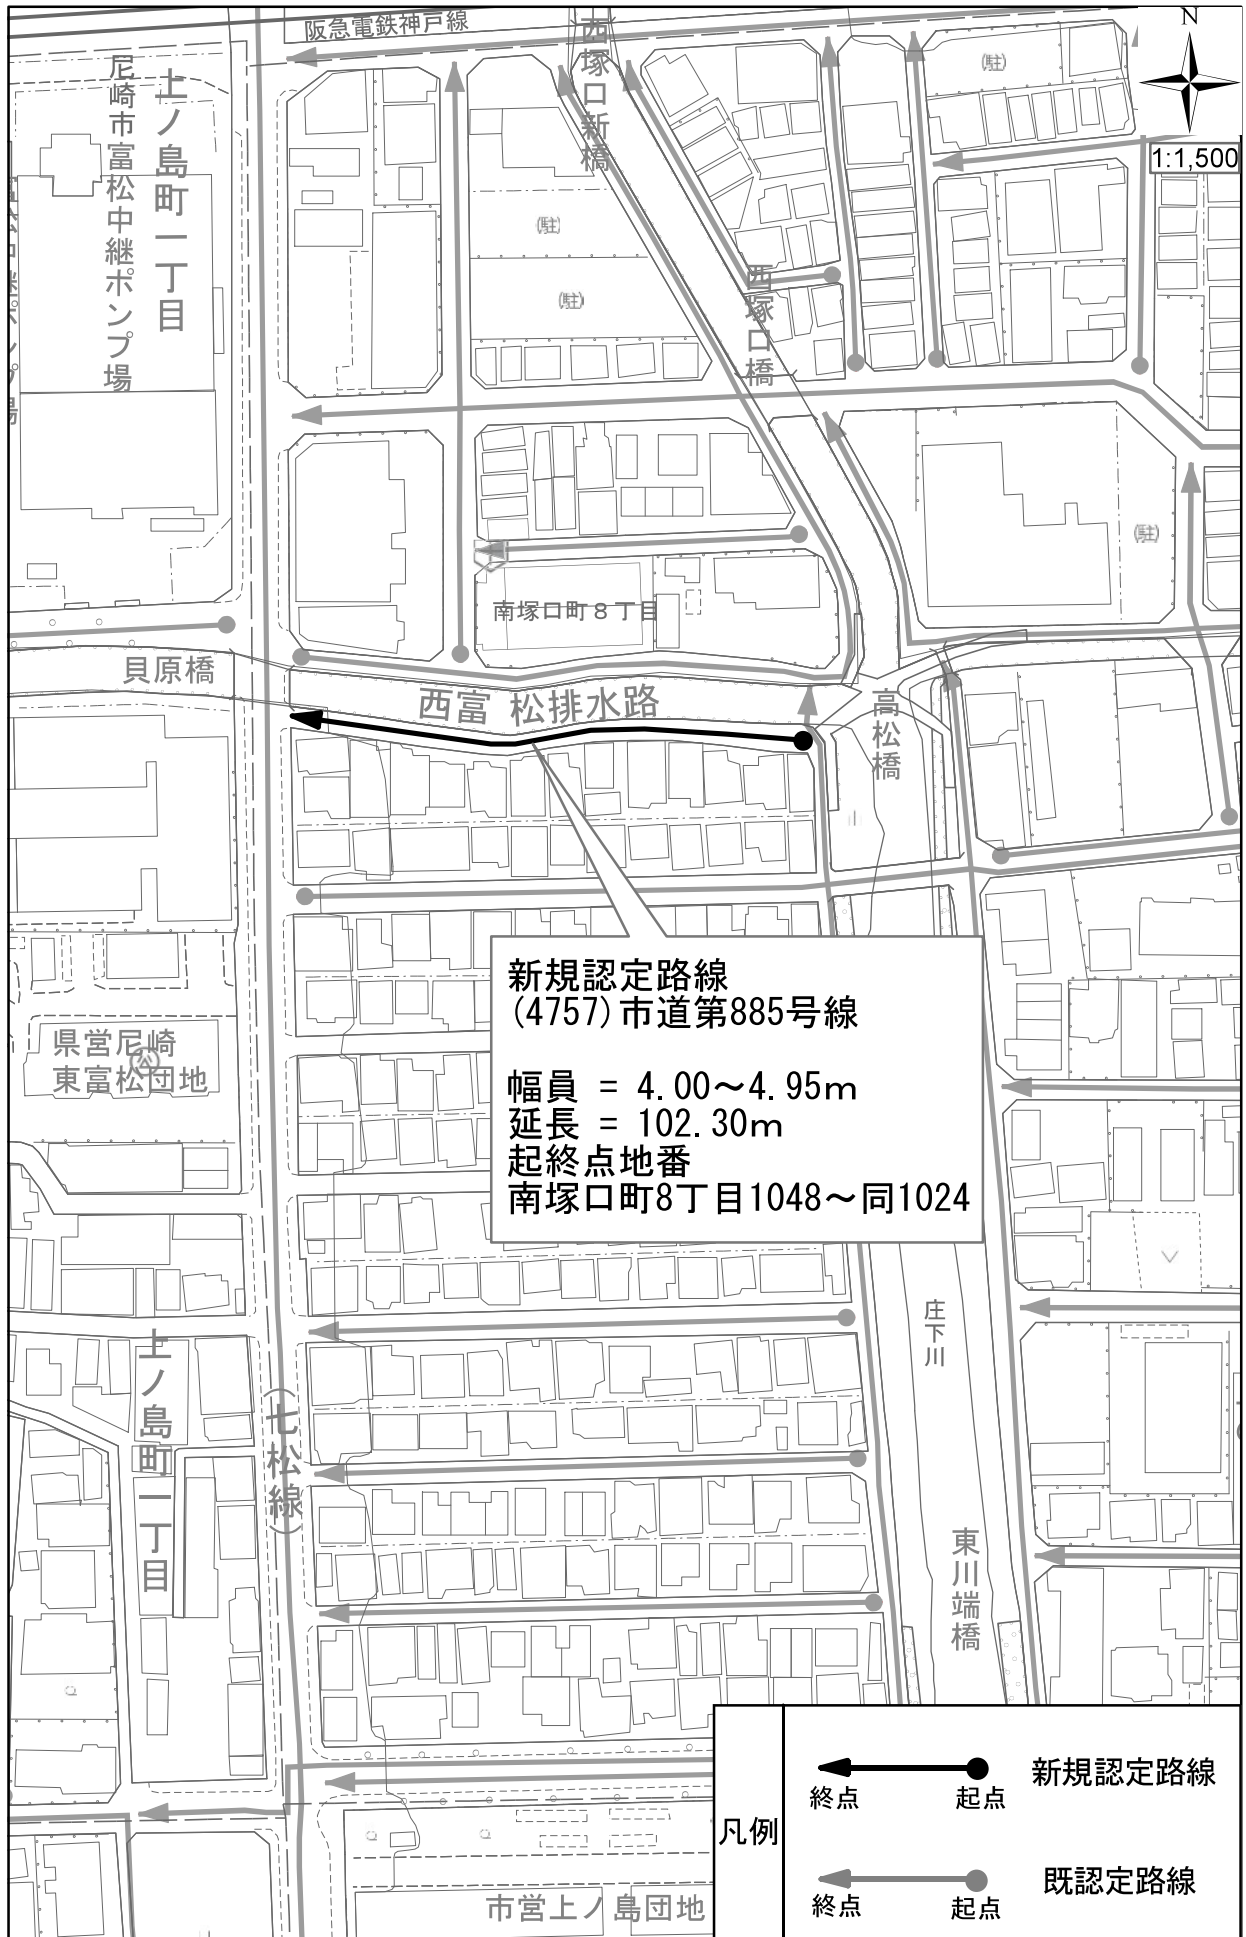 阪急電鉄神戸線
N
1:1,500
西塚口新橋
(駐)
上ノ島町一丁目
尼崎市富松中継ポンプ場
(駐)
(駐)
西塚口橋
(駐)
南塚口町8丁目
貝原橋
西富松排水路
高松橋
新規認定路線
(4757)市道第885号線
幅員 = 4.00～4.95m
延長 = 102.30m
起終点地番
南塚口町8丁目1048～同1024
県営尼崎
東富松団地
庄下川
上ノ島町一丁目
(七松線)
東川端橋
市営上ノ島団地
凡例
終点
起点
新規認定路線
終点
起点
既認定路線